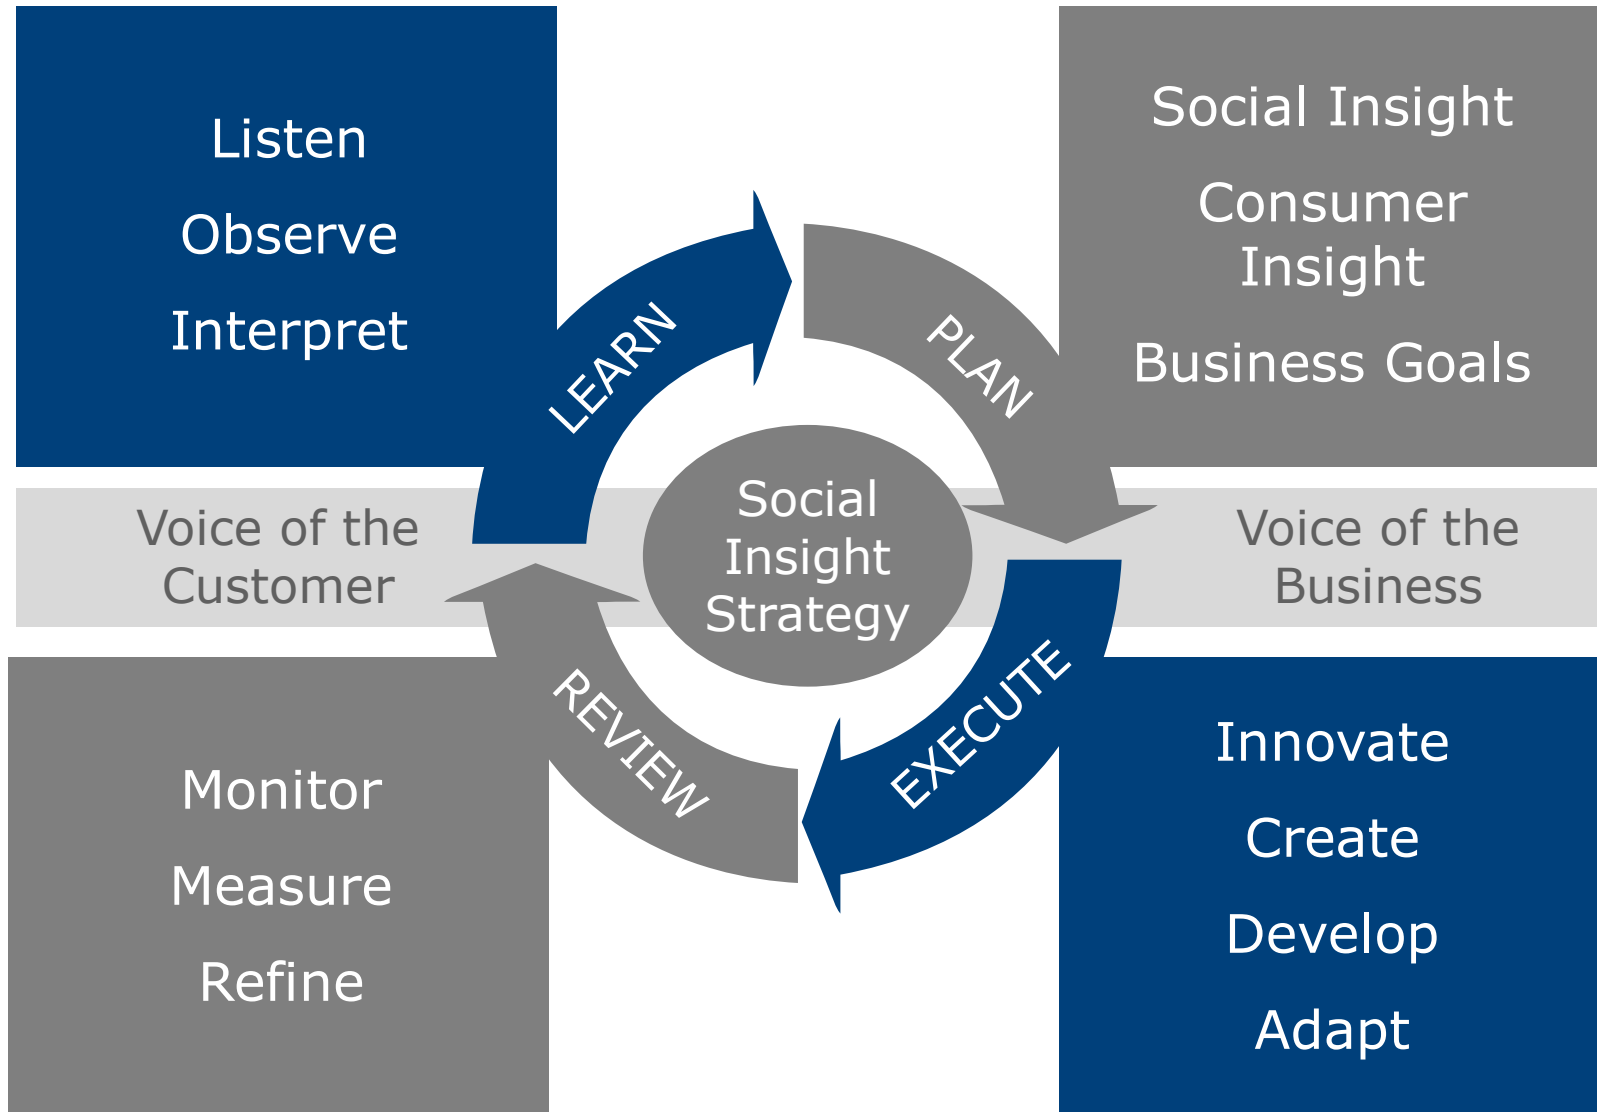 Listen
Observe
Interpret
Social Insight
Consumer
Insight
Business Goals
LEARN
PLAN
Voice of the
Customer
Social
Insight
Strategy
Voice of the
Business
REVIEW
EXECUTE
Monitor
Measure
Refine
Innovate
Create
Develop
Adapt